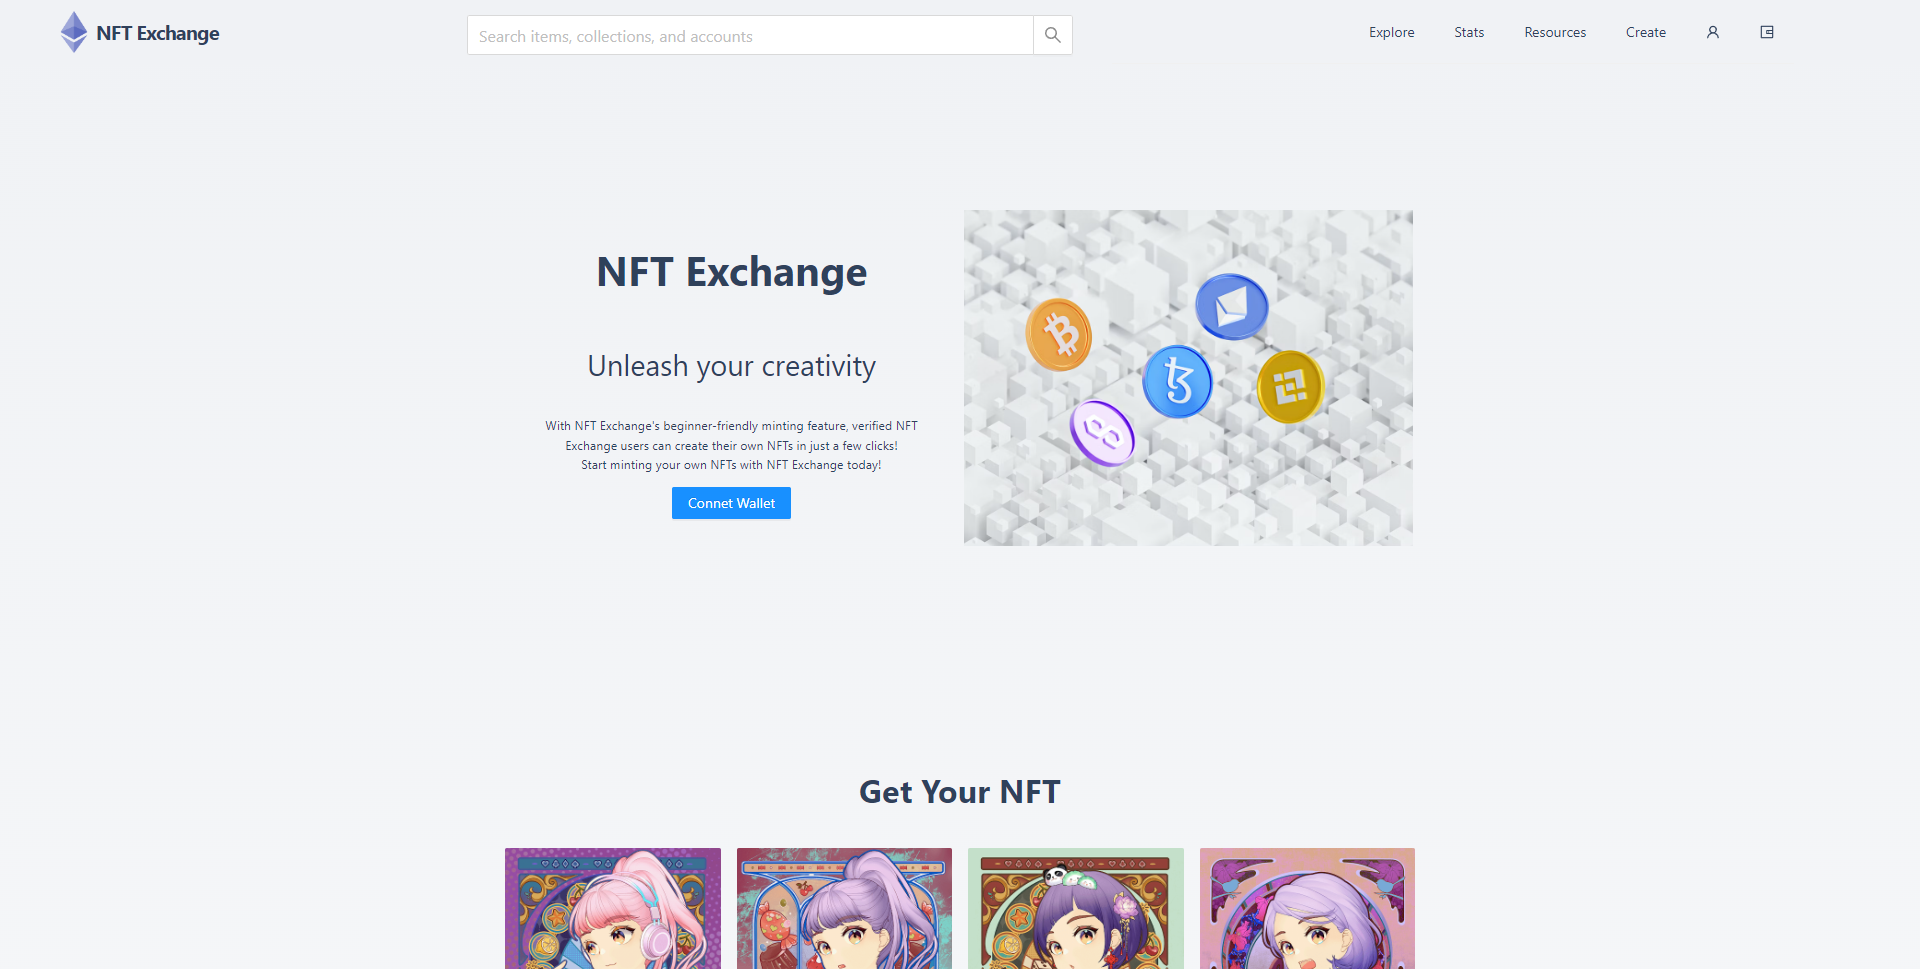 NFT Exchange
Search items, collections, and accounts
Explore
Stats
Resources
Create
NFT Exchange
Unleash your creativity
With NFT Exchange's beginner-friendly minting feature, verified NFT
Exchange users can create their own NFTs in just a few clicks!
Start minting your own NFTs with NFT Exchange today!
Connet Wallet
Get Your NFT